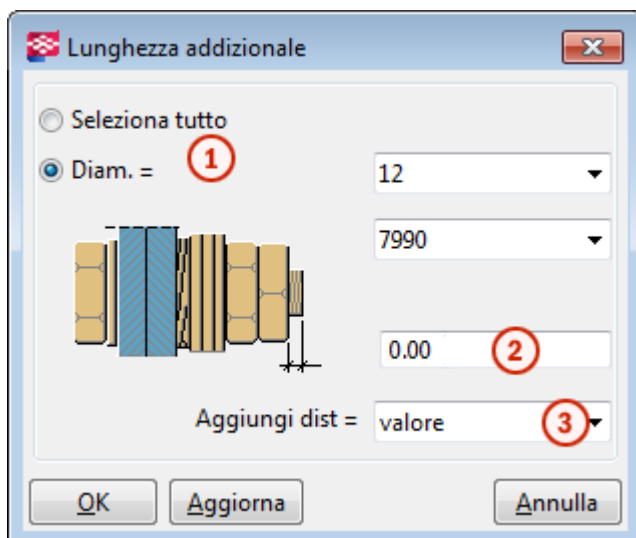 Lunghezza addizionale
Seleziona tutto
1
Diam. =
12
7990
0.00
2
Aggiungi dist =
valore
3
OK
Aggiorna
Annulla